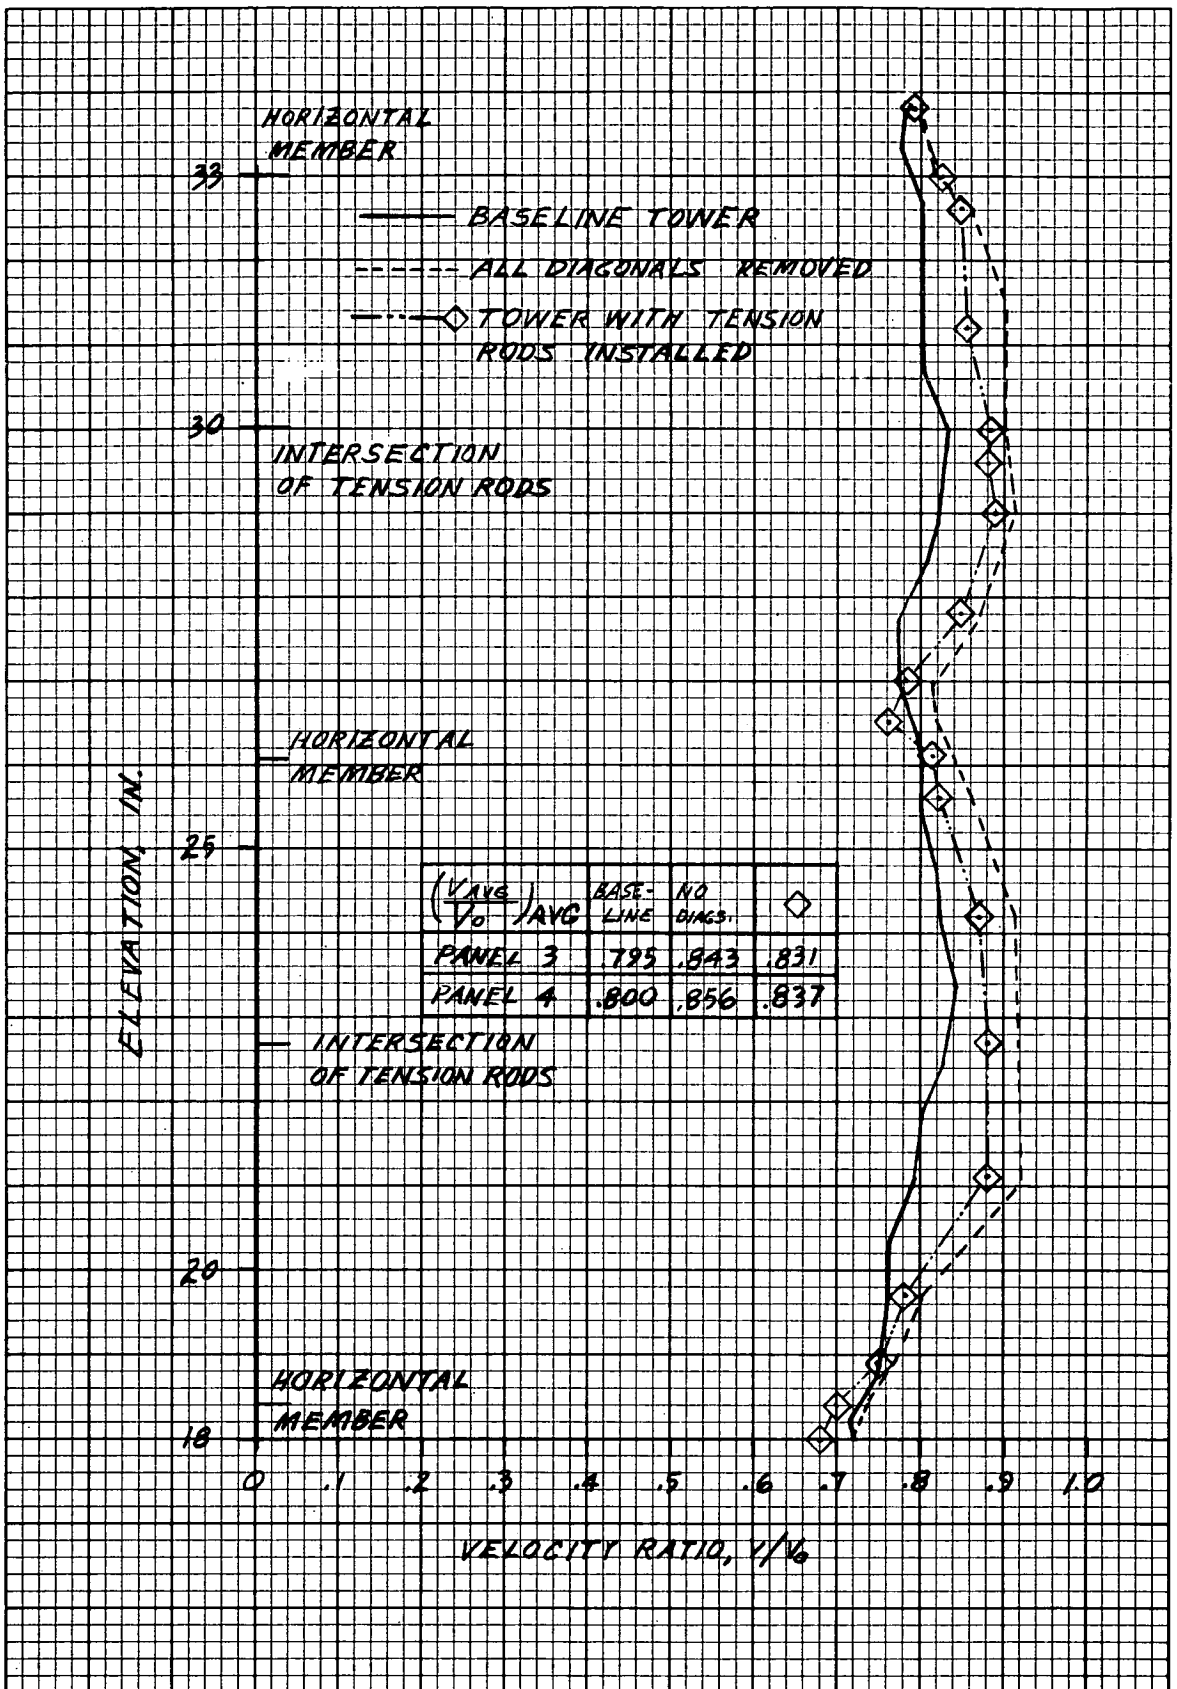 HORIZONTAL
MEMBER
33
BASELINE TOWER
ALL DIAGONALS REMOVED
TOWER WITH TENSION
RODS INSTALLED
30
INTERSECTION
OF TENSION RODS
HORIZONTAL
MEMBER
ELEVATION, IN.
25
(VAVE/Vo)AVG BASE-LINE NO DIAGS. ◇
PANEL 3 .795 .843 .831
PANEL 4 .800 .856 .837
INTERSECTION
OF TENSION RODS
20
HORIZONTAL
MEMBER
18
0 .1 .2 .3 .4 .5 .6 .7 .8 .9 1.0
VELOCITY RATIO, V/Vo